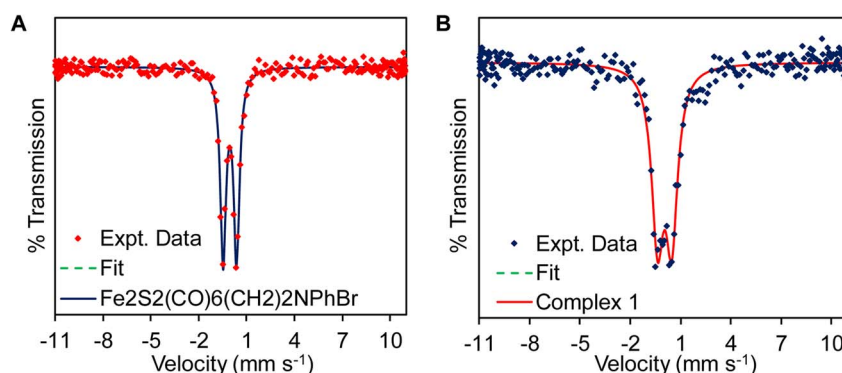 A
% Transmission
Expt. Data
Fit
Fe2S2(CO)6(CH2)2NPhBr
-11 -8 -5 -2 1 4 7 10
Velocity (mm s-1)
B
% Transmission
Expt. Data
Fit
Complex 1
-11 -8 -5 -2 1 4 7 10
Velocity (mm s-1)